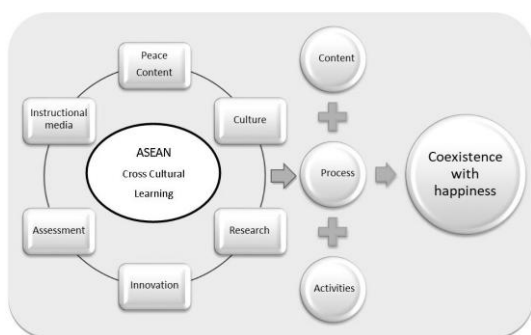 Peace
Content
Instructional
media
Culture
ASEAN
Cross Cultural
Learning
Assessment
Research
Innovation
Content
Process
Activities
Coexistence
with
happiness